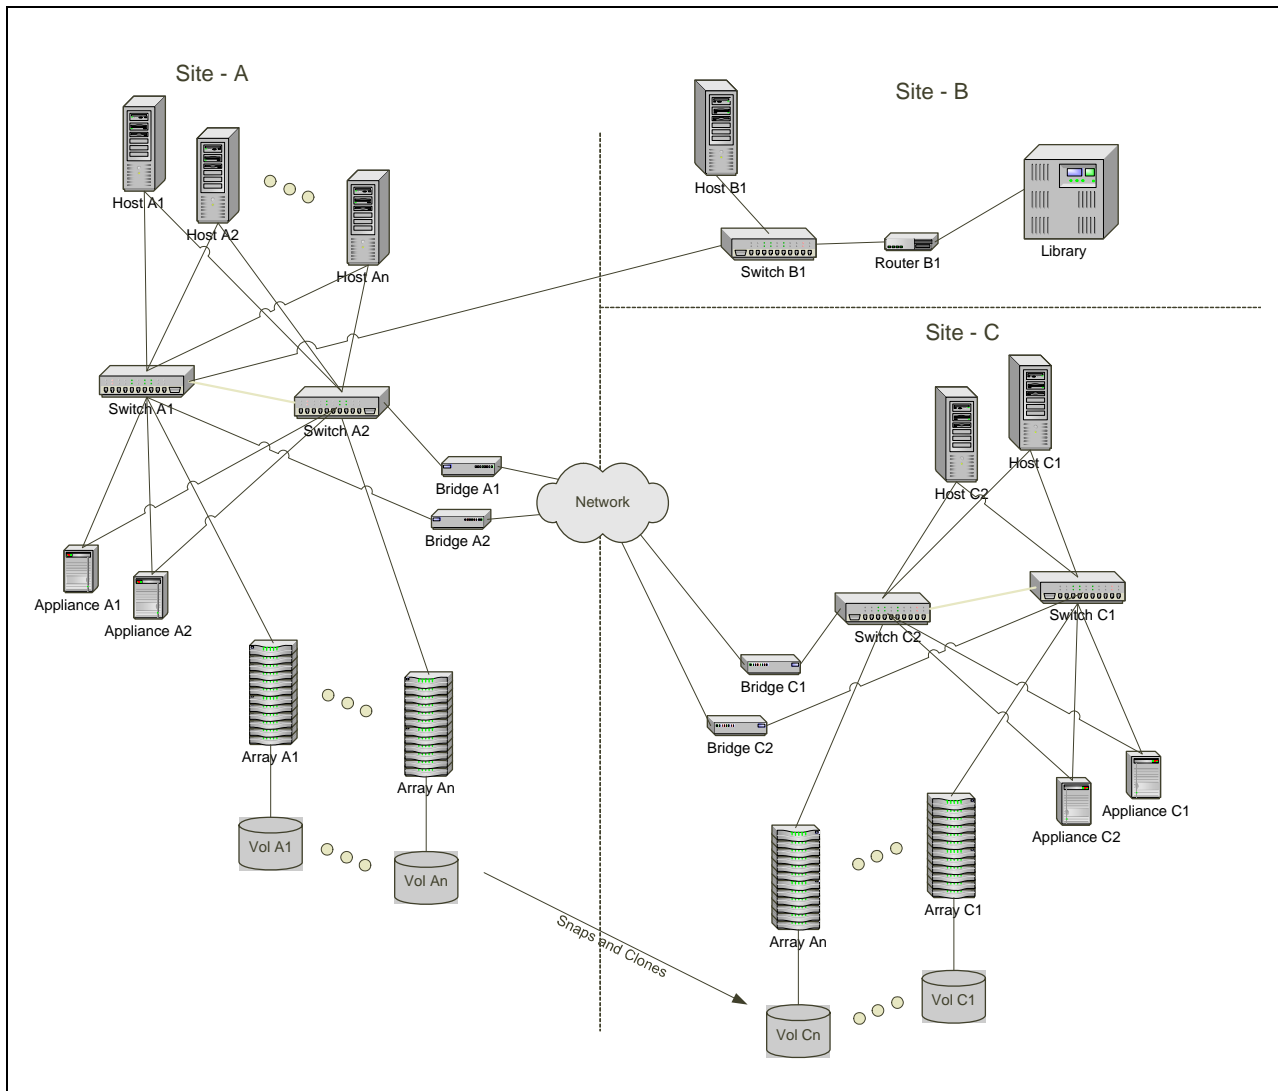 Site - A
Site - B
Host A1
Host A2
Host An
Host B1
Switch B1
Router B1
Library
Site - C
Switch A1
Switch A2
Bridge A1
Bridge A2
Network
Host C1
Host C2
Appliance A1
Appliance A2
Switch C1
Switch C2
Bridge C1
Bridge C2
Array A1
Array An
Appliance C1
Appliance C2
Vol A1
Vol An
Snaps and Clones
Array C1
Array An
Vol C1
Vol Cn